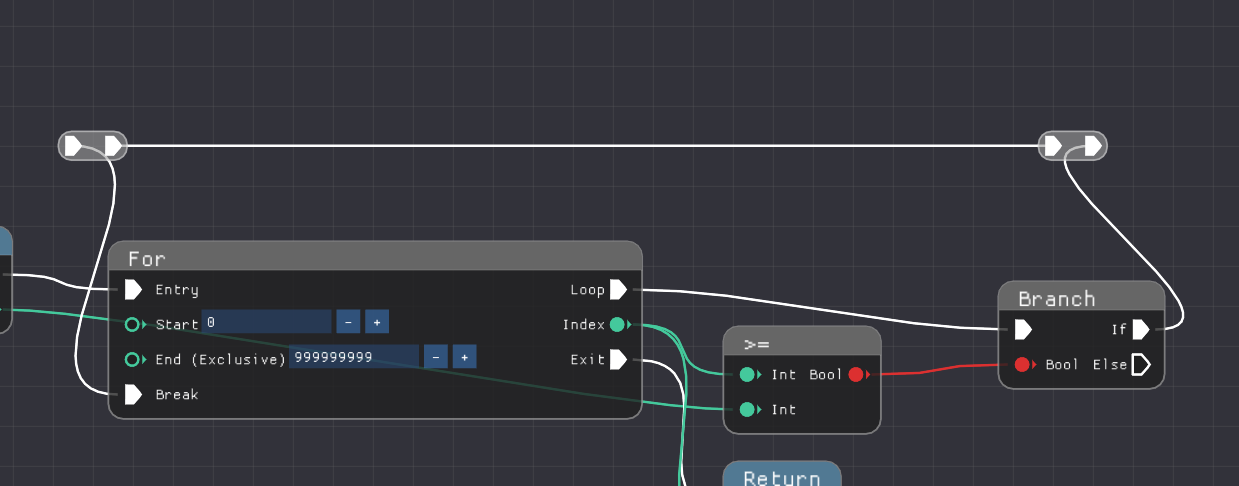 For
Entry
Loop
Start 0 - +
Index
End (Exclusive) 999999999 - +
Exit
Break
>=
Int Bool
Int
Branch
If
Bool Else
Return